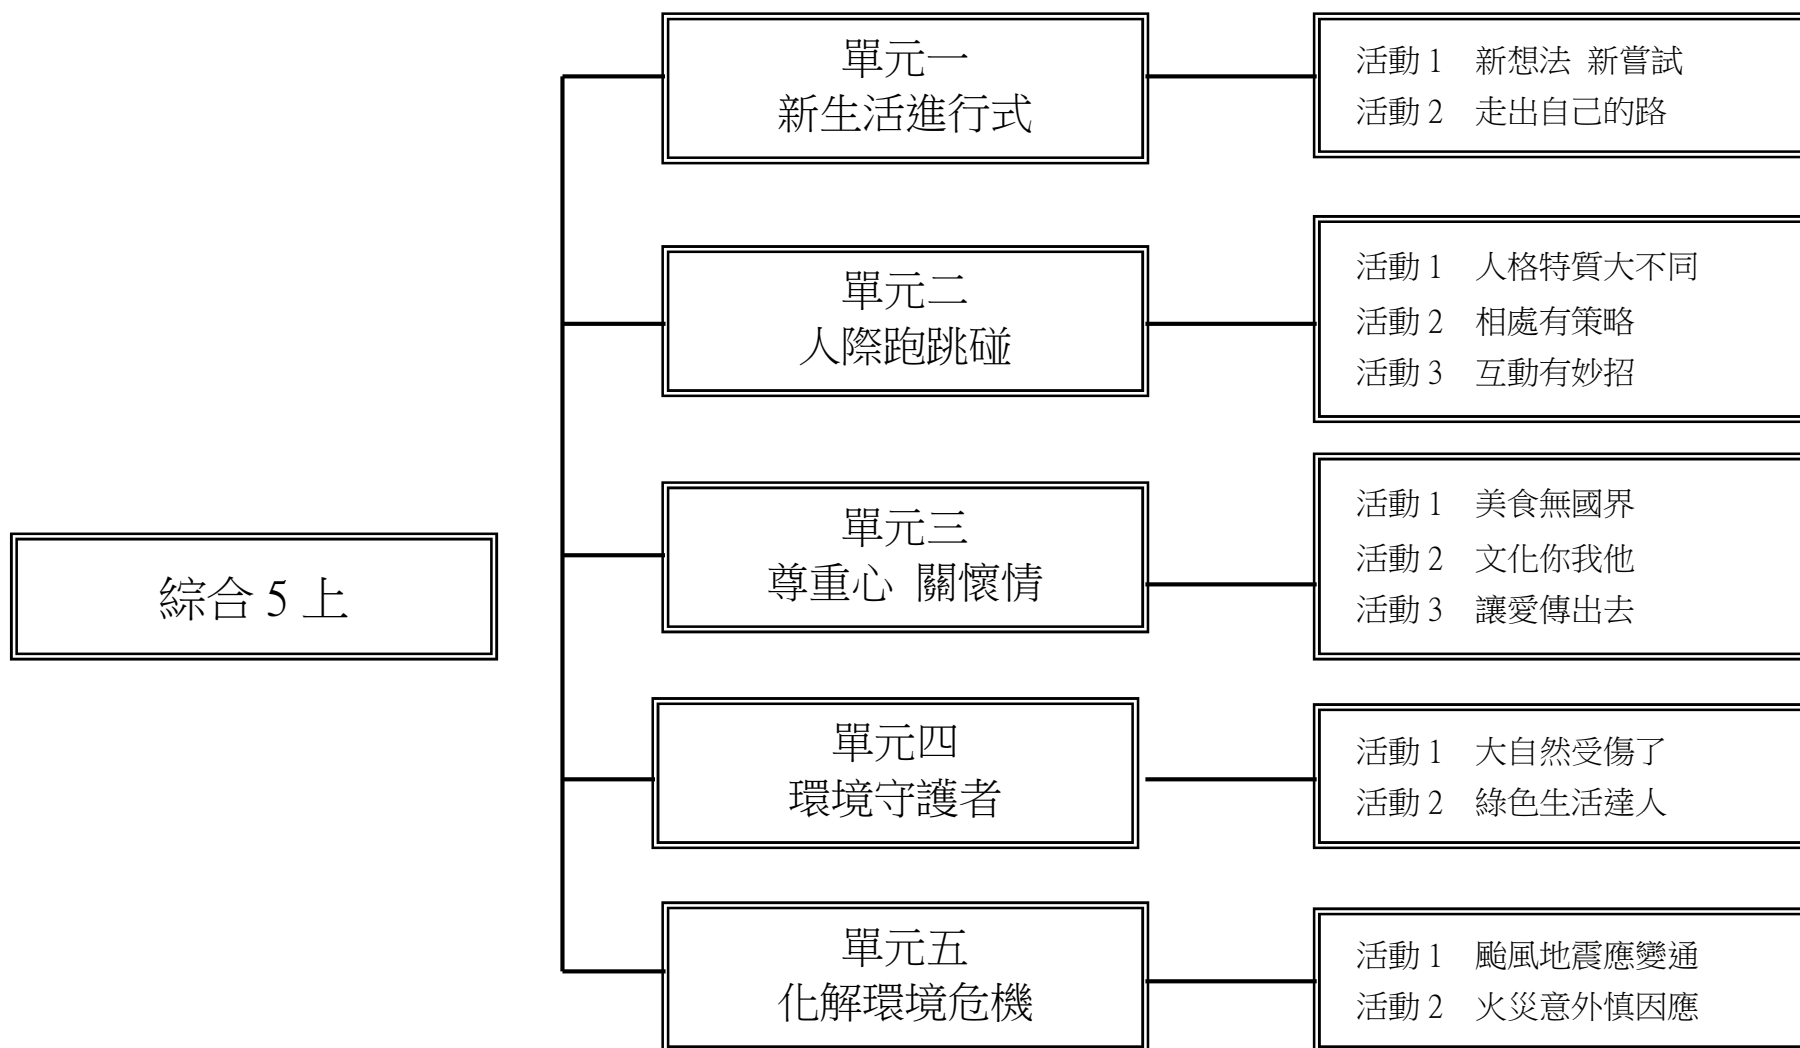 綜合 5 上
單元一
新生活進行式
活動 1 新想法 新嘗試
活動 2 走出自己的路
單元二
人際跑跳碰
活動 1 人格特質大不同
活動 2 相處有策略
活動 3 互動有妙招
單元三
尊重心 關懷情
活動 1 美食無國界
活動 2 文化你我他
活動 3 讓愛傳出去
單元四
環境守護者
活動 1 大自然受傷了
活動 2 綠色生活達人
單元五
化解環境危機
活動 1 颱風地震應變通
活動 2 火災意外慎因應